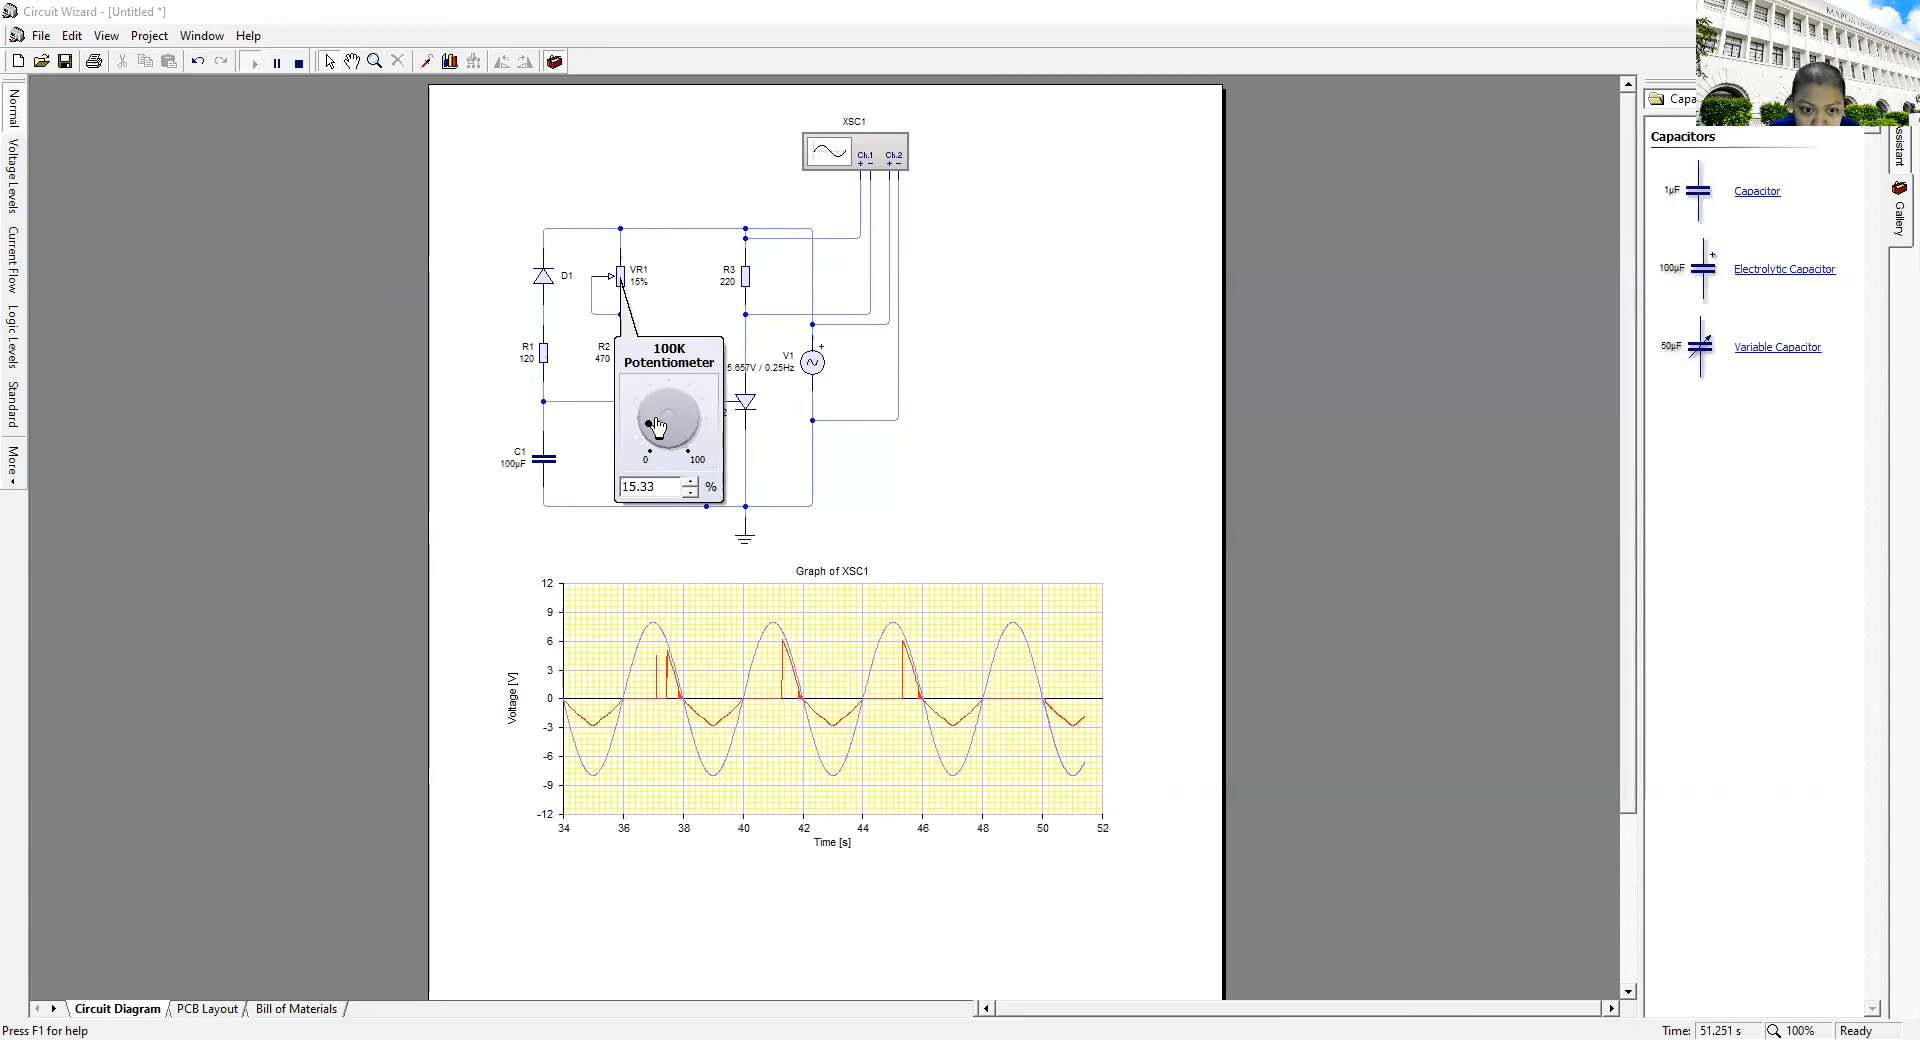 Circuit Wizard - [Untitled *]
File Edit View Project Window Help
Normal
Voltage Levels
Current Flow
Logic Levels
Standard
More
XSC1
Ch.1 Ch.2
+ − + −
D1
VR1
15%
R3
220
R1
120
R2
470
V1
5.657V / 0.25Hz
+
C1
100µF
100K
Potentiometer
0 100
15.33 %
Graph of XSC1
Voltage [V]
12
9
6
3
0
-3
-6
-9
-12
34 36 38 40 42 44 46 48 50 52
Time [s]
Capa
Capacitors
1µF Capacitor
100µF + Electrolytic Capacitor
50µF Variable Capacitor
Gallery
Circuit Diagram PCB Layout Bill of Materials
Press F1 for help
Time: 51.251 s 100% Ready